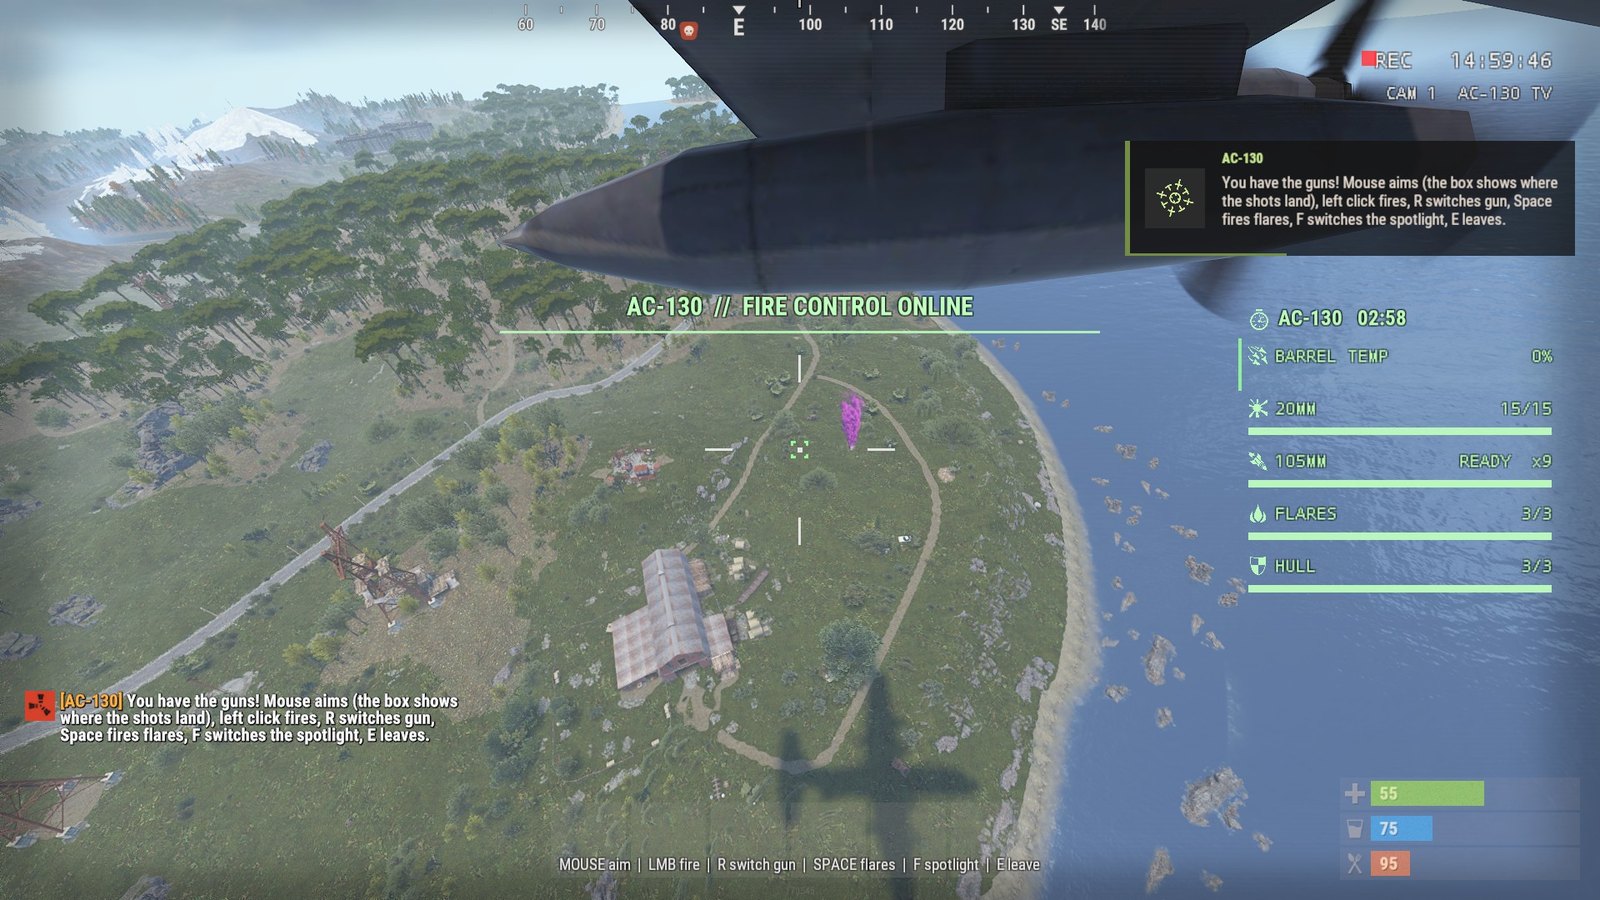 60 70 80 E 100 110 120 130 SE 140
REC 14:59:46
CAM 1 AC-130 TV
AC-130
You have the guns! Mouse aims (the box shows where
the shots land), left click fires, R switches gun, Space
fires flares, F switches the spotlight, E leaves.
AC-130 // FIRE CONTROL ONLINE
AC-130 02:58
BARREL TEMP 0%
20MM 15/15
105MM READY x9
FLARES 3/3
HULL 3/3
[AC-130] You have the guns! Mouse aims (the box shows
where the shots land), left click fires, R switches gun,
Space fires flares, F switches the spotlight, E leaves.
55
75
95
MOUSE aim | LMB fire | R switch gun | SPACE flares | F spotlight | E leave